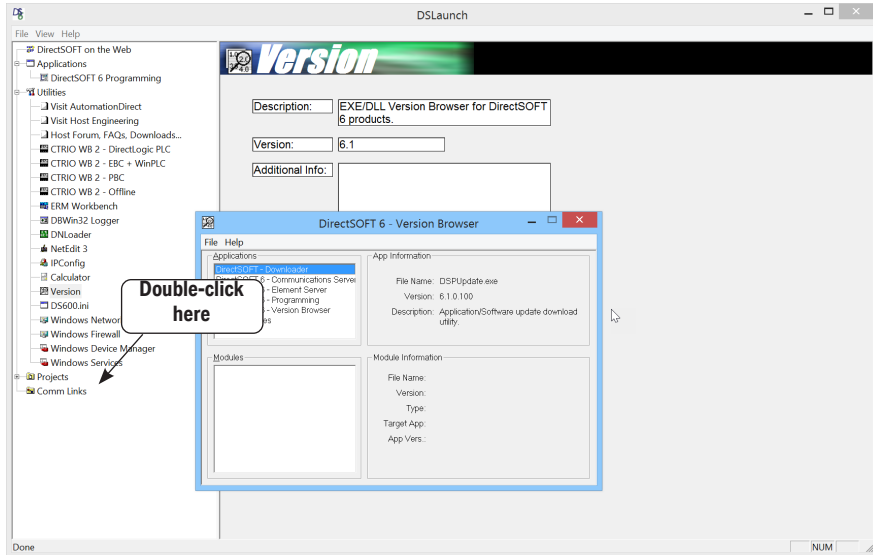 DSLaunch
File View Help
DirectSOFT on the Web
Applications
DirectSOFT 6 Programming
Utilities
Visit AutomationDirect
Visit Host Engineering
Host Forum, FAQs, Downloads...
CTRIO WB 2 - DirectLogic PLC
CTRIO WB 2 - EBC + WinPLC
CTRIO WB 2 - PBC
CTRIO WB 2 - Offline
ERM Workbench
DBWin32 Logger
DNLoader
NetEdit 3
IPConfig
Calculator
Version
DS600.ini
Windows Networ
Windows Firewall
Windows Device Manager
Windows Services
Projects
Comm Links
Double-click
here
Version
Description: EXE/DLL Version Browser for DirectSOFT
6 products.
Version: 6.1
Additional Info:
DirectSOFT 6 - Version Browser
File Help
Applications
DirectSOFT - Downloader
6 - Communications Server
- Element Server
- Programming
- Version Browser
es
App Information
File Name: DSPUpdate.exe
Version: 6.1.0.100
Description: Application/Software update download
utility.
Modules
Module Information
File Name:
Version:
Type:
Target App:
App Vers.:
Done
NUM